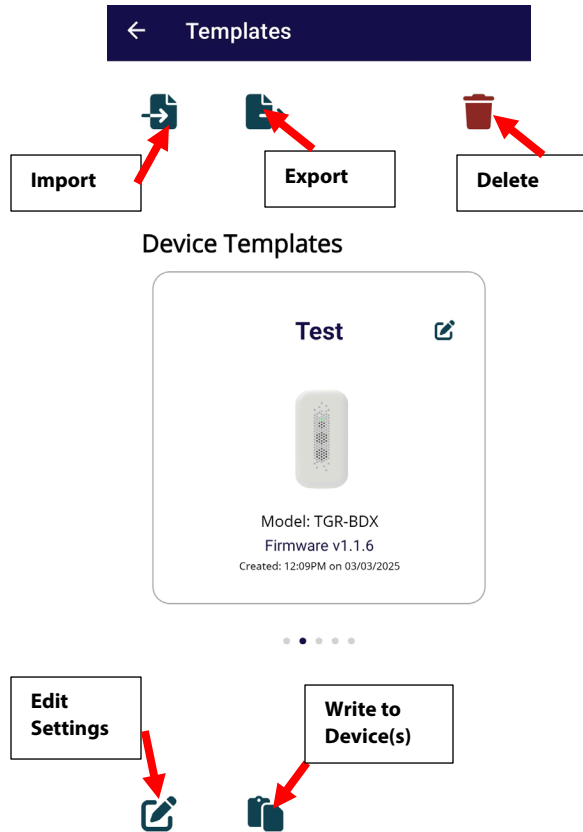 Templates
Import
Export
Delete
Device Templates
Test
Model: TGR-BDX
Firmware v1.1.6
Created: 12:09PM on 03/03/2025
Edit
Settings
Write to
Device(s)